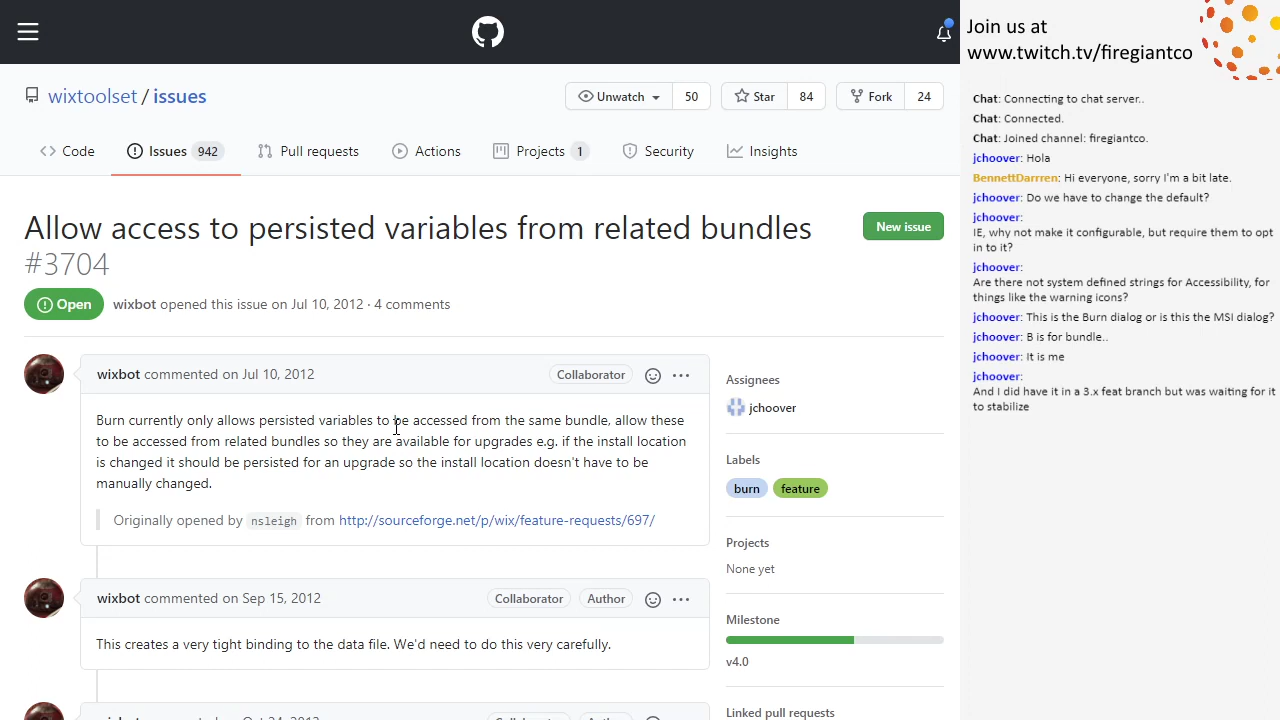 wixtoolset / issues
Unwatch 50 Star 84 Fork 24
Code Issues 942 Pull requests Actions Projects 1 Security Insights
Allow access to persisted variables from related bundles
#3704
New issue
Open wixbot opened this issue on Jul 10, 2012 · 4 comments
wixbot commented on Jul 10, 2012 Collaborator
Burn currently only allows persisted variables to be accessed from the same bundle, allow these
to be accessed from related bundles so they are available for upgrades e.g. if the install location
is changed it should be persisted for an upgrade so the install location doesn't have to be
manually changed.
Originally opened by nsleigh from http://sourceforge.net/p/wix/feature-requests/697/
wixbot commented on Sep 15, 2012 Collaborator Author
This creates a very tight binding to the data file. We'd need to do this very carefully.
Assignees
jchoover
Labels
burn feature
Projects
None yet
Milestone
v4.0
Linked pull requests
Join us at
www.twitch.tv/firegiantco
Chat: Connecting to chat server..
Chat: Connected.
Chat: Joined channel: firegiantco.
jchoover: Hola
BennettDarrren: Hi everyone, sorry I'm a bit late.
jchoover: Do we have to change the default?
jchoover:
IE, why not make it configurable, but require them to opt
in to it?
jchoover:
Are there not system defined strings for Accessibility, for
things like the warning icons?
jchoover: This is the Burn dialog or is this the MSI dialog?
jchoover: B is for bundle..
jchoover: It is me
jchoover:
And I did have it in a 3.x feat branch but was waiting for it
to stabilize